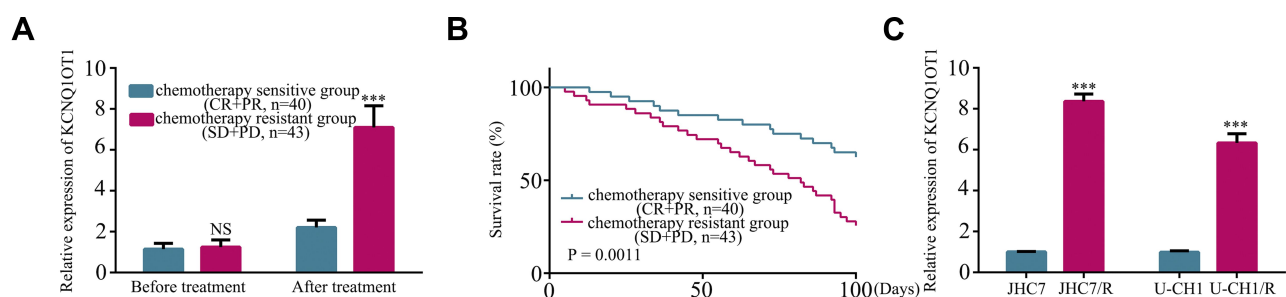 A
Relative expression of KCNQ1OT1
10
8
6
4
2
0
chemotherapy sensitive group
(CR+PR, n=40)
chemotherapy resistant group
(SD+PD, n=43)
NS
***
Before treatment
After treatment
B
Survival rate (%)
100
50
0
chemotherapy sensitive group
(CR+PR, n=40)
chemotherapy resistant group
(SD+PD, n=43)
P = 0.0011
0
50
100
(Days)
C
Relative expression of KCNQ1OT1
10
8
6
4
2
0
***
***
JHC7
JHC7/R
U-CH1
U-CH1/R